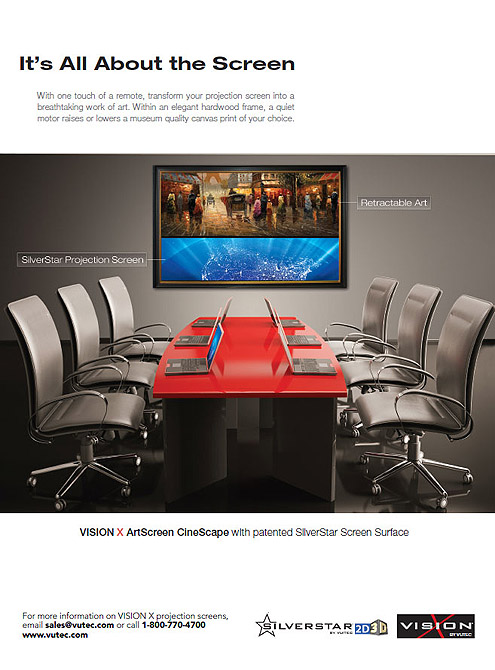 It's All About the Screen
With one touch of a remote, transform your projection screen into a
breathtaking work of art. Within an elegant hardwood frame, a quiet
motor raises or lowers a museum quality canvas print of your choice.
Retractable Art
SilverStar Projection Screen
VISION X ArtScreen CineScape with patented SilverStar Screen Surface
For more information on VISION X projection screens,
email sales@vutec.com or call 1-800-770-4700
www.vutec.com
SILVERSTAR 2D3D
BY VUTEC
VISION
BY VUTEC